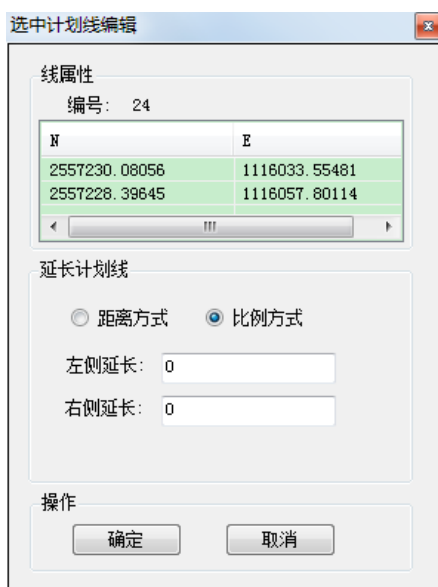 选中计划线编辑
线属性
编号: 24
N E
2557230.08056 1116033.55481
2557228.39645 1116057.80114
延长计划线
距离方式 比例方式
左侧延长: 0
右侧延长: 0
操作
确定 取消